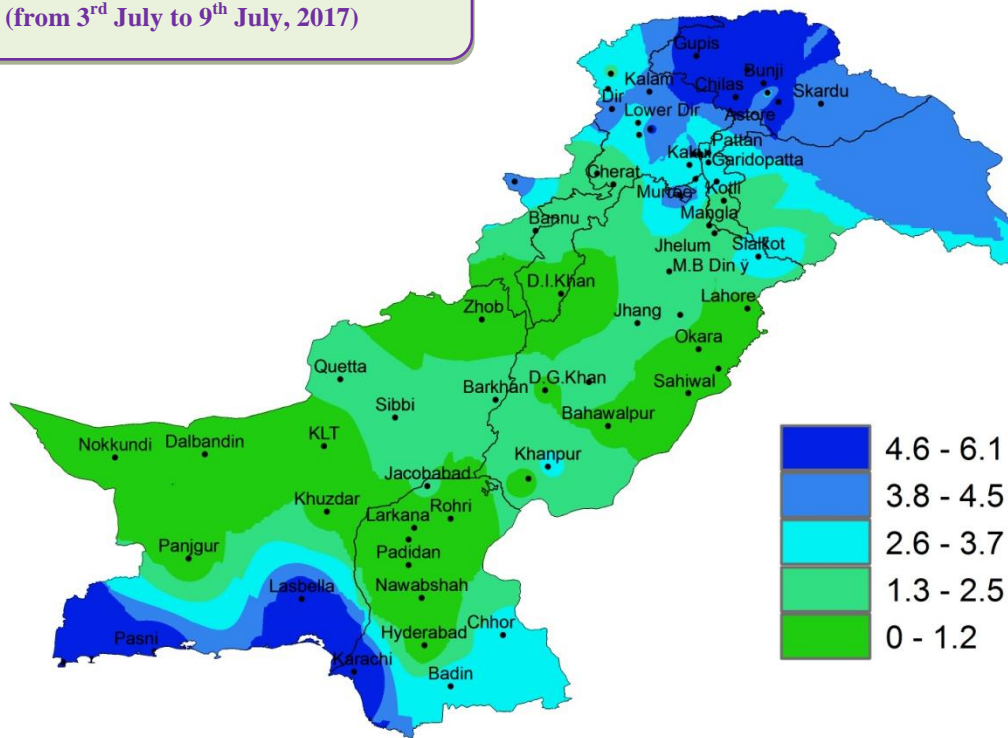 (from 3rd July to 9th July, 2017)
Gupis
Bunji
Kalam
Chilas
Skardu
Dir
Astore
Lower Dir
Pattan
Garidopatta
Cherat
Kotli
Bannu
Mangla
Jhelum
Sialkot
M.B Din ÿ
D.I.Khan
Lahore
Zhob
Jhang
Okara
Quetta
D.G.Khan
Sahiwal
Barkhan
Sibbi
Bahawalpur
Nokkundi
Dalbandin
KLT
Khanpur
Jacobabad
Khuzdar
Rohri
Larkana
Panjgur
Padidan
Lasbella
Nawabshah
Pasni
Chhor
Hyderabad
Karachi
Badin
4.6 - 6.1
3.8 - 4.5
2.6 - 3.7
1.3 - 2.5
0 - 1.2